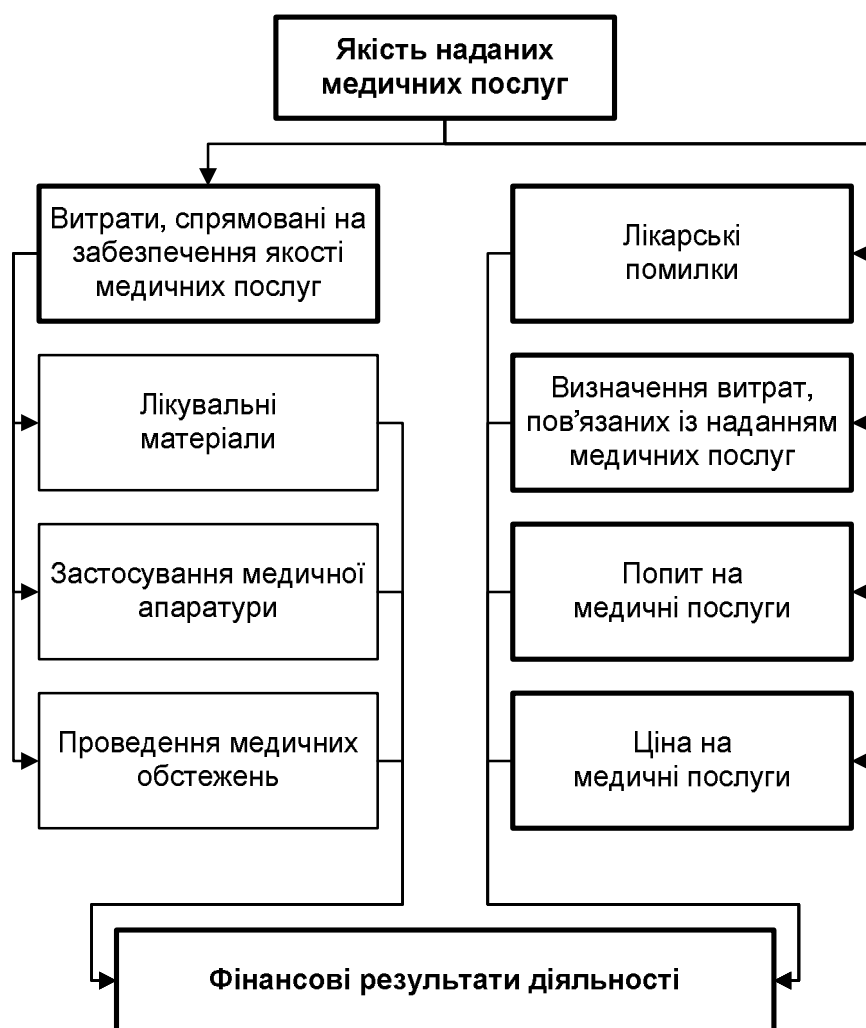 Якість наданих
медичних послуг
Витрати, спрямовані на
забезпечення якості
медичних послуг
Лікувальні
матеріали
Застосування медичної
апаратури
Проведення медичних
обстежень
Лікарські
помилки
Визначення витрат,
пов’язаних із наданням
медичних послуг
Попит на
медичні послуги
Ціна на
медичні послуги
Фінансові результати діяльності